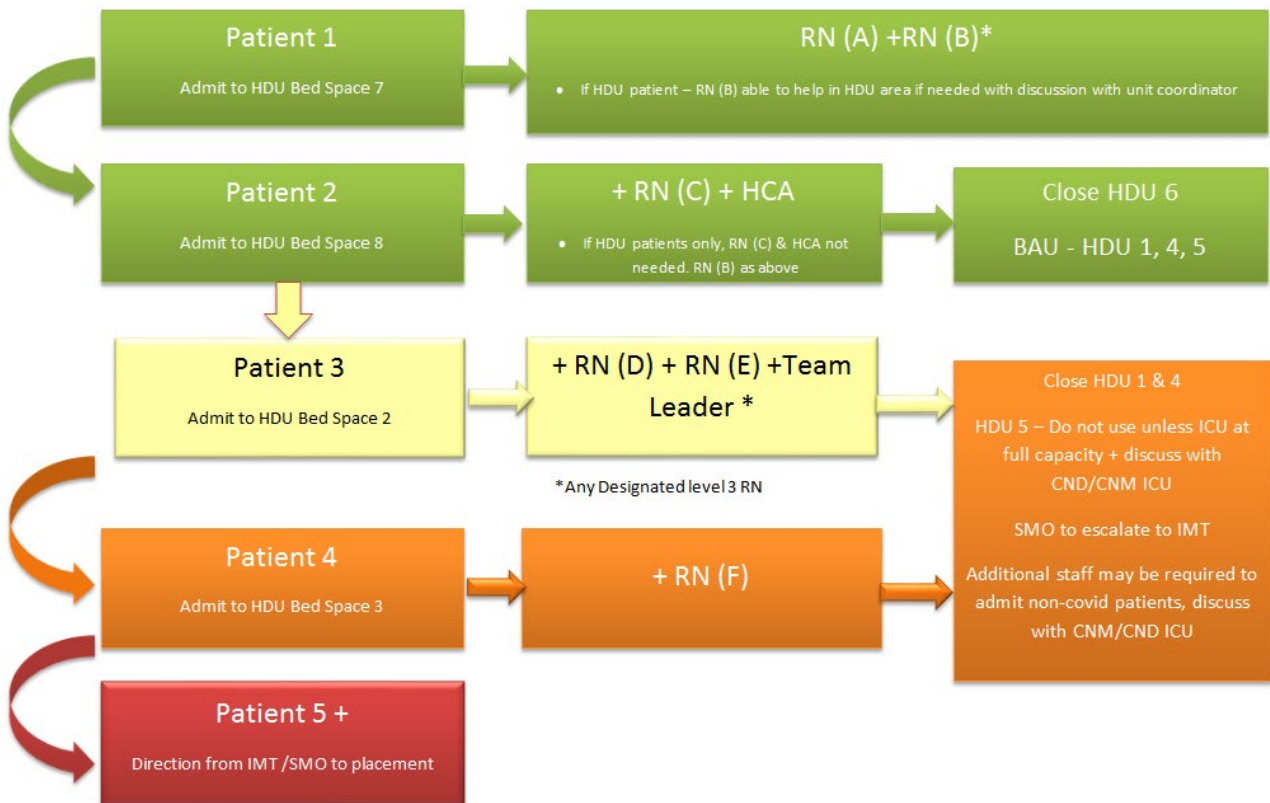 Patient 1
Admit to HDU Bed Space 7
RN (A) +RN (B)*
• If HDU patient – RN (B) able to help in HDU area if needed with discussion with unit coordinator
Patient 2
Admit to HDU Bed Space 8
+ RN (C) + HCA
• If HDU patients only, RN (C) & HCA not
needed. RN (B) as above
Close HDU 6
BAU - HDU 1, 4, 5
Patient 3
Admit to HDU Bed Space 2
+ RN (D) + RN (E) +Team
Leader *
*Any Designated level 3 RN
Close HDU 1 & 4
HDU 5 – Do not use unless ICU at
full capacity + discuss with
CND/CNM ICU
SMO to escalate to IMT
Additional staff may be required to
admit non-covid patients, discuss
with CNM/CND ICU
Patient 4
Admit to HDU Bed Space 3
+ RN (F)
Patient 5 +
Direction from IMT /SMO to placement